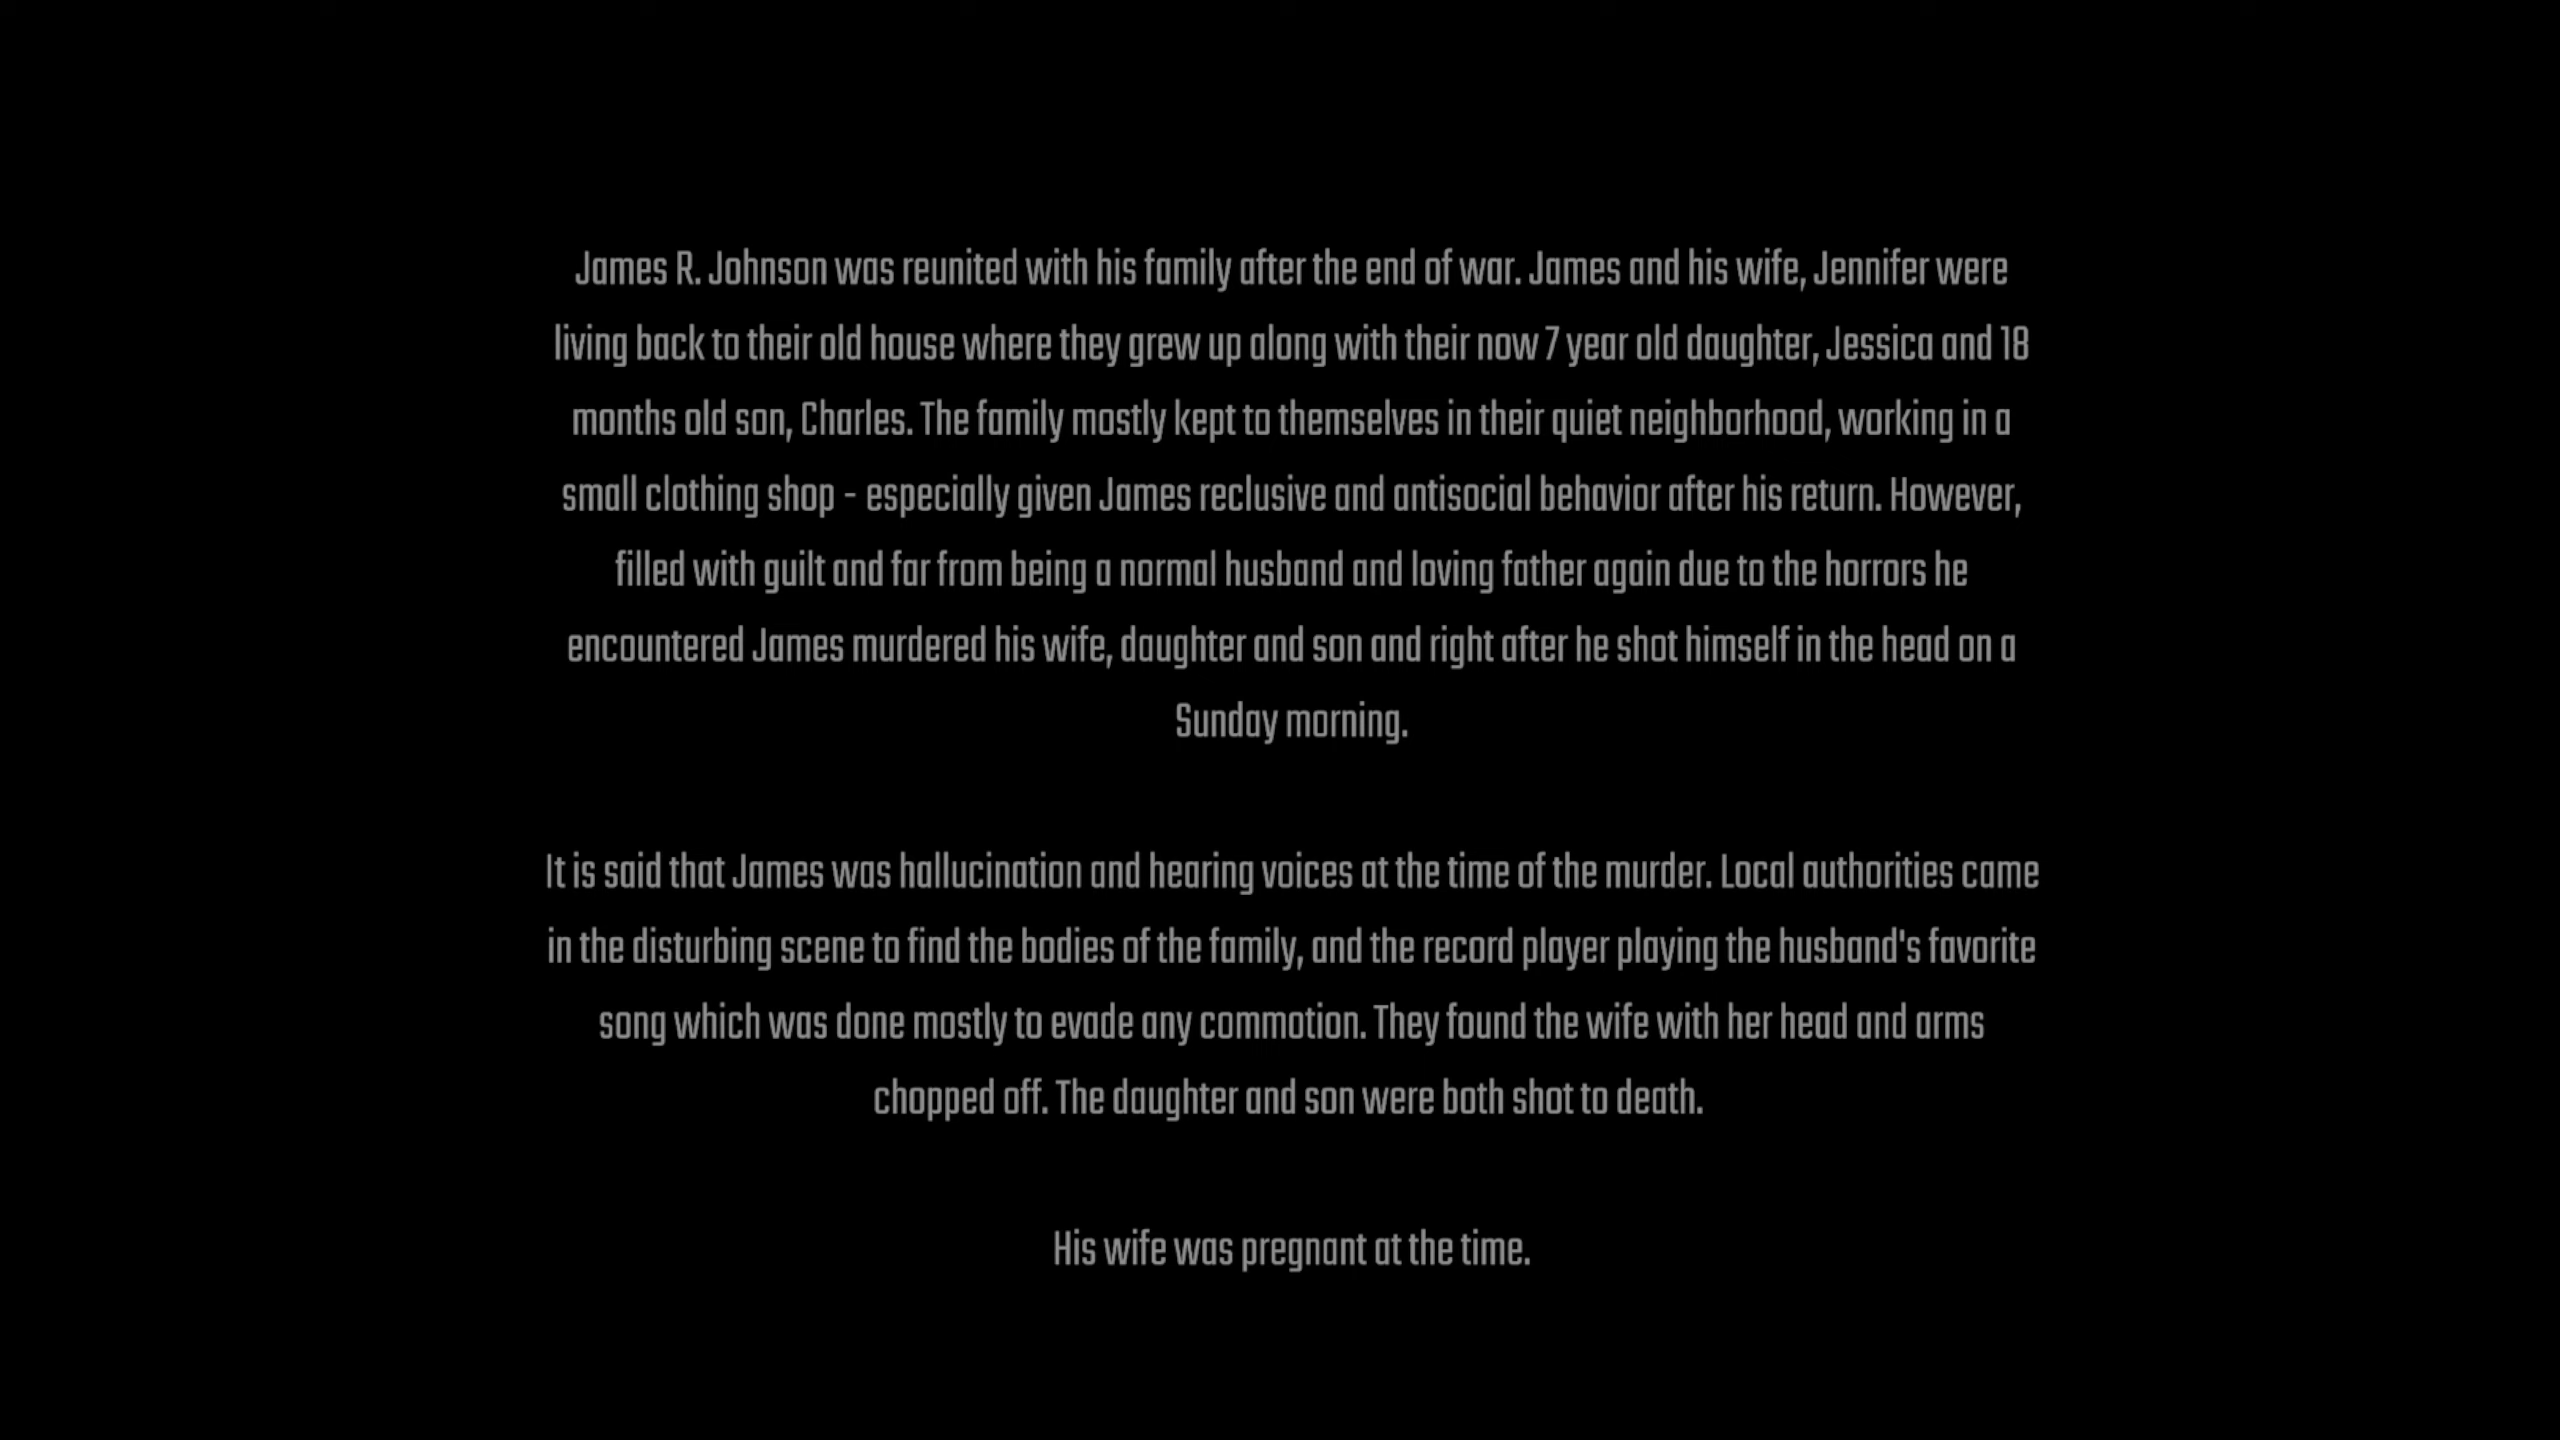 James R. Johnson was reunited with his family after the end of war. James and his wife, Jennifer were
living back to their old house where they grew up along with their now 7 year old daughter, Jessica and 18
months old son, Charles. The family mostly kept to themselves in their quiet neighborhood, working in a
small clothing shop - especially given James reclusive and antisocial behavior after his return. However,
filled with guilt and far from being a normal husband and loving father again due to the horrors he
encountered James murdered his wife, daughter and son and right after he shot himself in the head on a
Sunday morning.
It is said that James was hallucination and hearing voices at the time of the murder. Local authorities came
in the disturbing scene to find the bodies of the family, and the record player playing the husband's favorite
song which was done mostly to evade any commotion. They found the wife with her head and arms
chopped off. The daughter and son were both shot to death.
His wife was pregnant at the time.